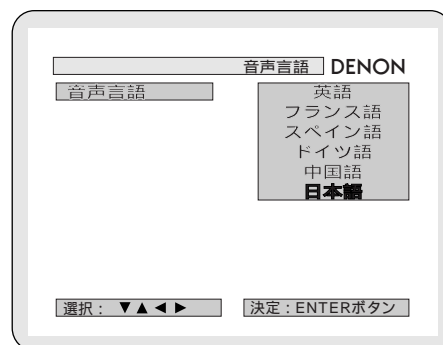 音声言語 DENON
音声言語
英語
フランス語
スペイン語
ドイツ語
中国語
日本語
選択： ▼▲◀▶
決定：ENTERボタン